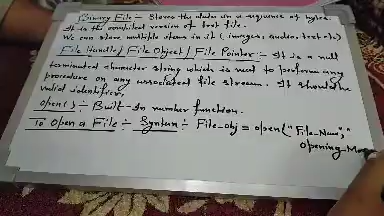 Binary File :- Stores the data in a sequence of bytes.
It is the compiled version of text file.
We can store multiple items in it (images, audio, text etc)
File Handle / File Object / File Pointer :- It is a null
terminated character string which is used to perform any
procedure on any associated file stream. It should be
valid identifier.
open() ÷ Built-In number function.
To open a File ÷ Syntax ÷ File_obj = open("File_Name",
Opening_Mo